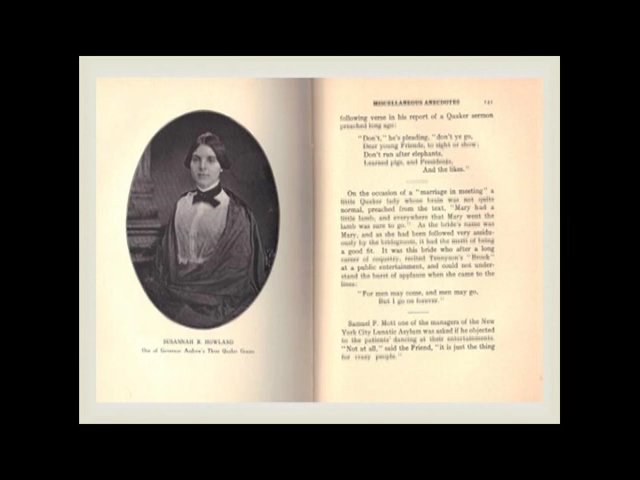 SUSANNAH R. HOWLAND
One of Governor Andrew's Three Quaker Graces
MISCELLANEOUS ANECDOTES 141
following verse in his report of a Quaker sermon
preached long ago:
"Don't," he's pleading, "don't ye go,
Dear young Friends, to sight or show;
Don't run after elephants,
Learned pigs, and Presidents,
And the likes."
On the occasion of a "marriage in meeting" a
little Quaker lady whose brain was not quite
normal, preached from the text, "Mary had a
little lamb, and everywhere that Mary went the
lamb was sure to go." As the bride's name was
Mary, and as she had been followed very assidu-
ously by the bridegroom, it had the merit of being
a good fit. It was this bride who after a long
career of coquetry, recited Tennyson's "Brook"
at a public entertainment, and could not under-
stand the burst of applause when she came to the
lines:
"For men may come, and men may go,
But I go on forever."
Samuel P. Mott one of the managers of the New
York City Lunatic Asylum was asked if he objected
to the patients' dancing at their entertainments.
"Not at all," said the Friend, "it is just the thing
for crazy people."